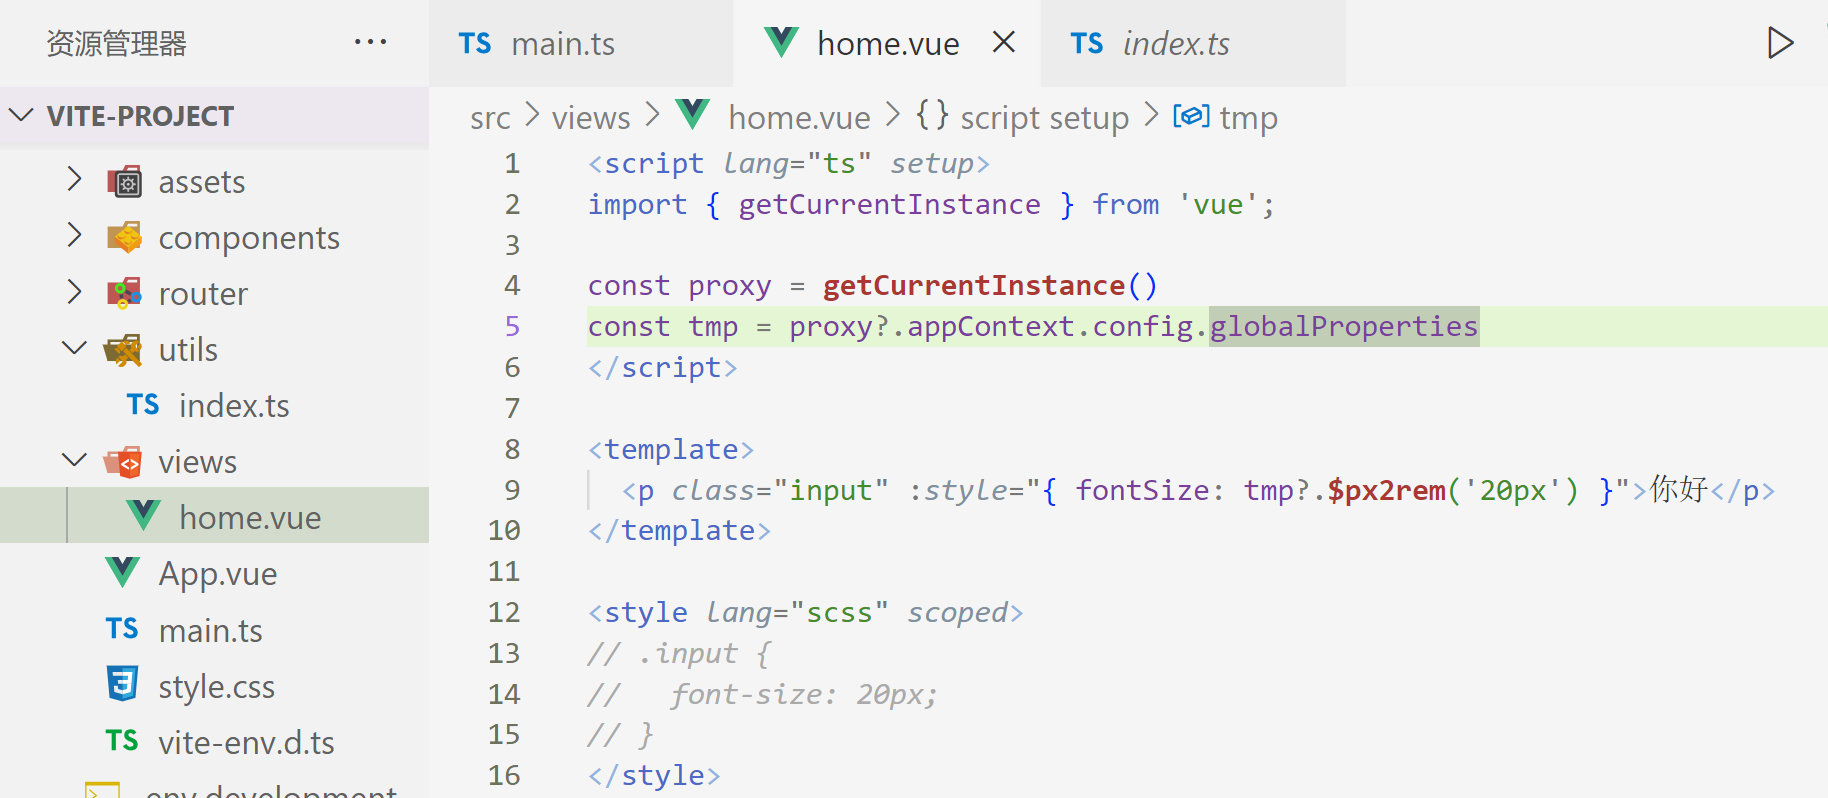 资源管理器 ···
TS main.ts
home.vue
TS index.ts
VITE-PROJECT
src > views > home.vue > {} script setup > tmp
assets
components
router
utils
TS index.ts
views
home.vue
App.vue
TS main.ts
style.css
TS vite-env.d.ts
.env.development
1 <script lang="ts" setup>
2 import { getCurrentInstance } from 'vue';
3
4 const proxy = getCurrentInstance()
5 const tmp = proxy?.appContext.config.globalProperties
6 </script>
7
8 <template>
9 <p class="input" :style="{ fontSize: tmp?.$px2rem('20px') }">你好</p>
10 </template>
11
12 <style lang="scss" scoped>
13 // .input {
14 //   font-size: 20px;
15 // }
16 </style>